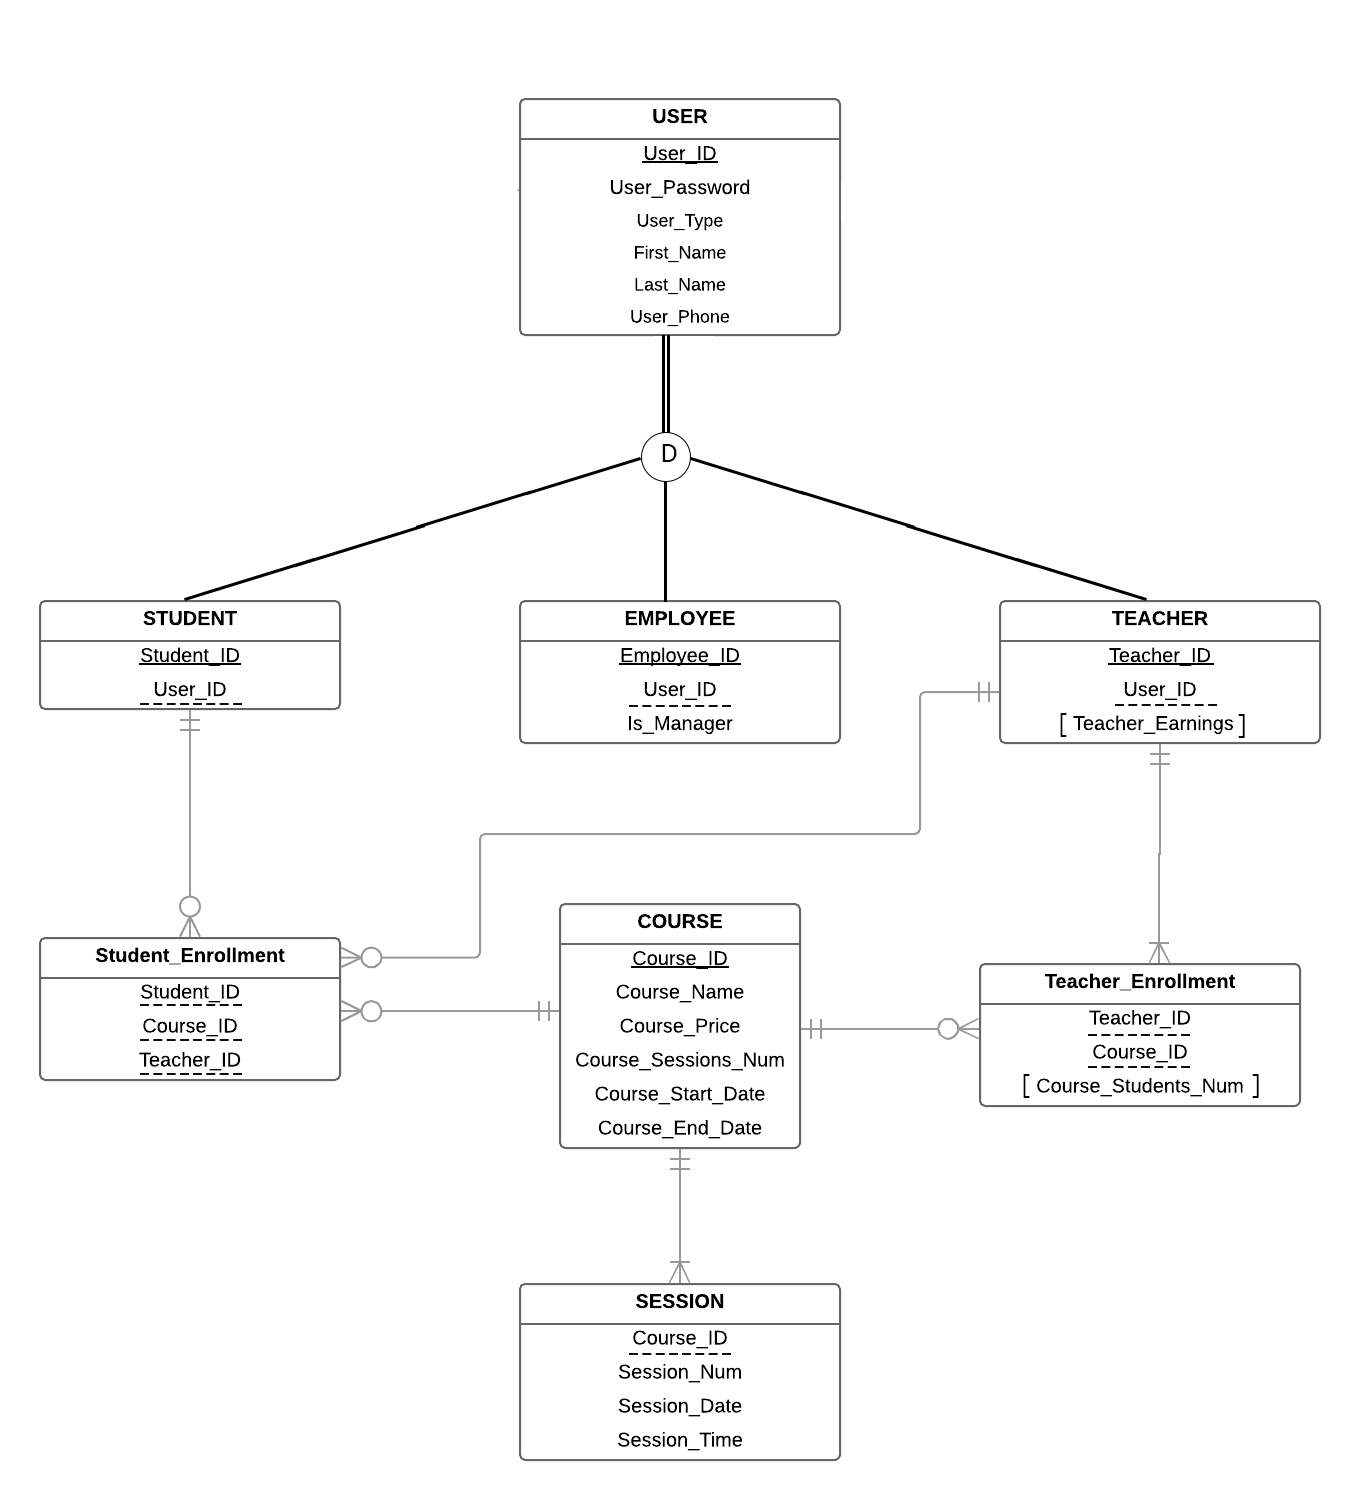 USER
User_ID
User_Password
User_Type
First_Name
Last_Name
User_Phone
D
STUDENT
Student_ID
User_ID
EMPLOYEE
Employee_ID
User_ID
Is_Manager
TEACHER
Teacher_ID
User_ID
[ Teacher_Earnings ]
Student_Enrollment
Student_ID
Course_ID
Teacher_ID
COURSE
Course_ID
Course_Name
Course_Price
Course_Sessions_Num
Course_Start_Date
Course_End_Date
Teacher_Enrollment
Teacher_ID
Course_ID
[ Course_Students_Num ]
SESSION
Course_ID
Session_Num
Session_Date
Session_Time